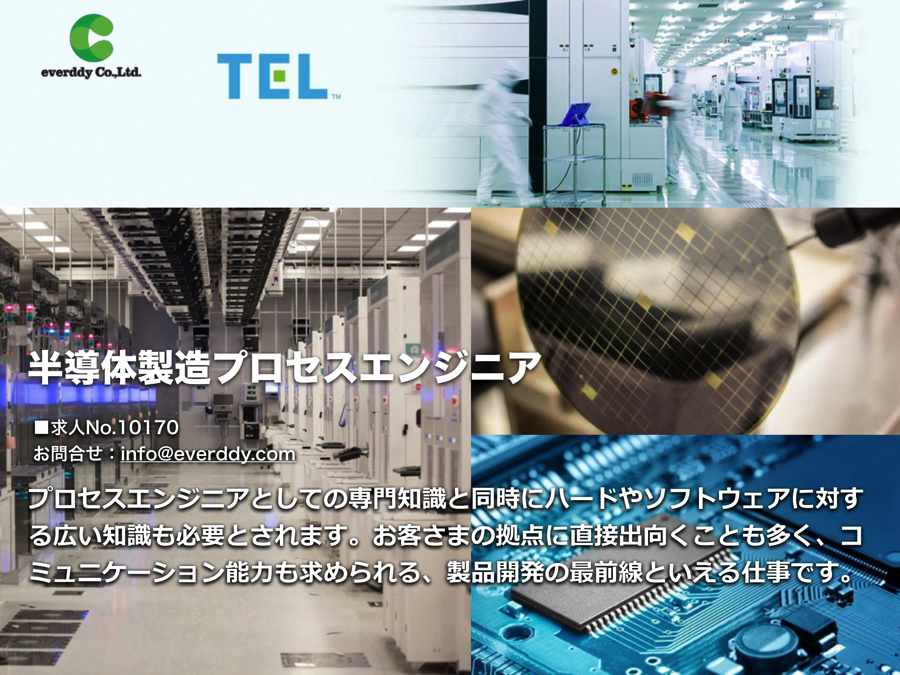 everddy Co.,Ltd.
TEL™
半導体製造プロセスエンジニア
■求人No.10170
お問合せ：info@everddy.com
プロセスエンジニアとしての専門知識と同時にハードやソフトウェアに対す
る広い知識も必要とされます。お客さまの拠点に直接出向くことも多く、コ
ミュニケーション能力も求められる、製品開発の最前線といえる仕事です。